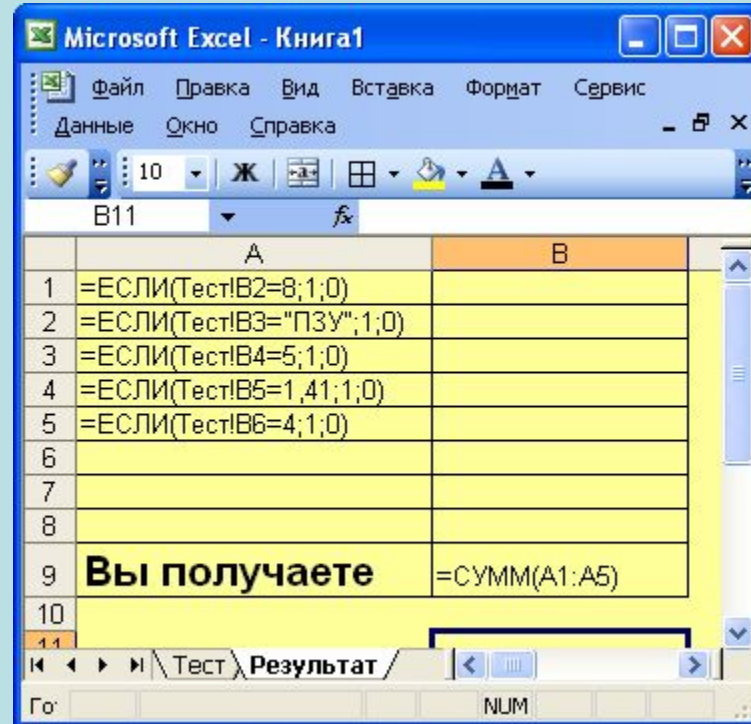 Microsoft Excel - Книга1
Файл Правка Вид Вставка Формат Сервис
Данные Окно Справка
10 Ж a A
B11 fx
A B
1 =ЕСЛИ(Тест!B2=8;1;0)
2 =ЕСЛИ(Тест!B3="ПЗУ";1;0)
3 =ЕСЛИ(Тест!B4=5;1;0)
4 =ЕСЛИ(Тест!B5=1,41;1;0)
5 =ЕСЛИ(Тест!B6=4;1;0)
6
7
8
9 Вы получаете =СУММ(A1:A5)
10
11
Тест Результат
Го NUM